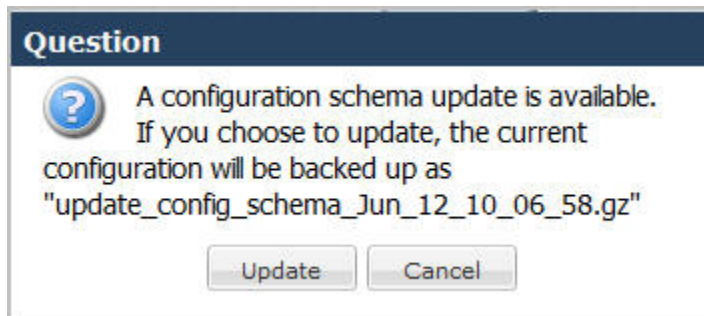 Question
A configuration schema update is available.
If you choose to update, the current
configuration will be backed up as
"update_config_schema_Jun_12_10_06_58.gz"
Update Cancel